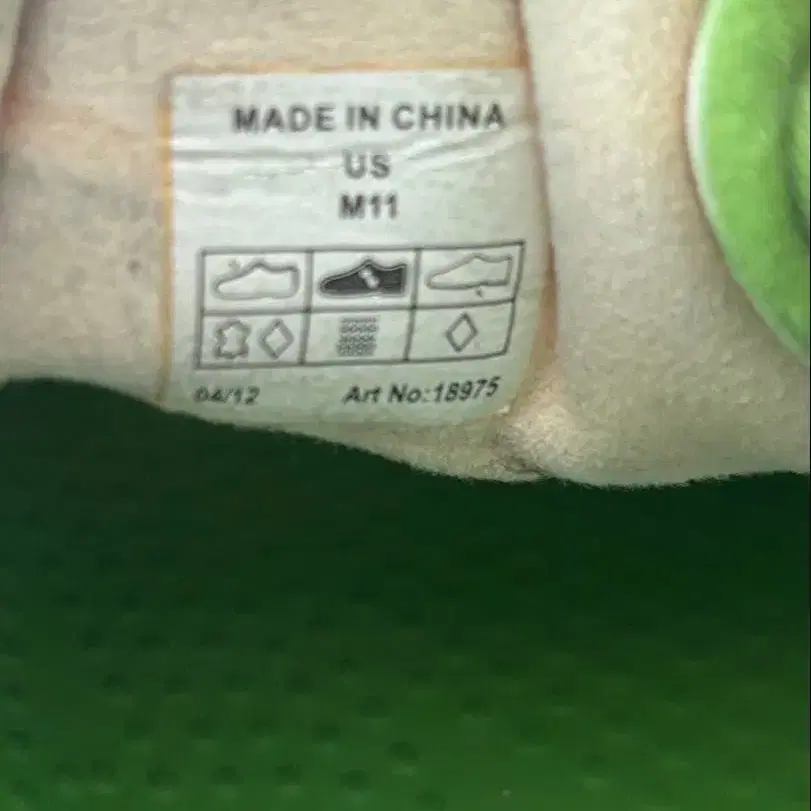 MADE IN CHINA
US
M11
04/12 Art No:18975